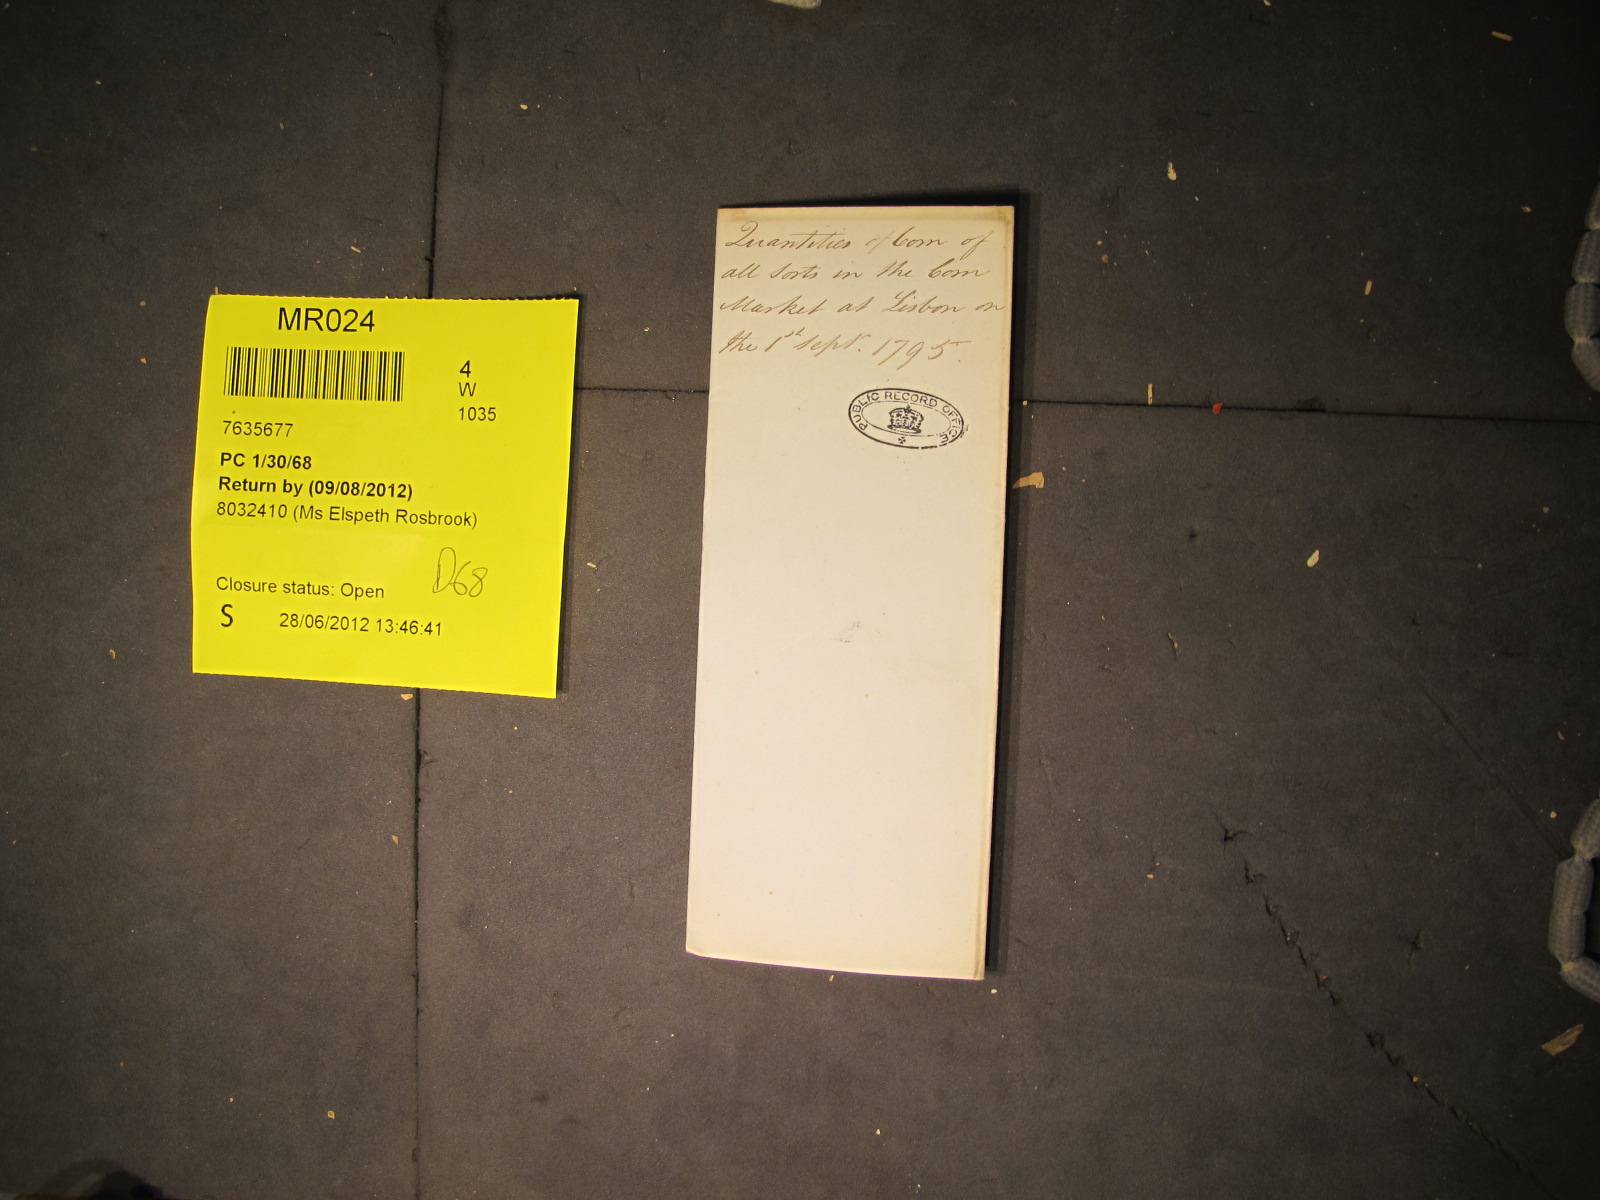 MR024
4
W
1035
7635677
PC 1/30/68
Return by (09/08/2012)
8032410 (Ms Elspeth Rosbrook)
D68
Closure status: Open
S 28/06/2012 13:46:41
Quantities of Corn of
all sorts in the Corn
Market at Lisbon on
the 1st Septr. 1795.
PUBLIC RECORD OFFICE